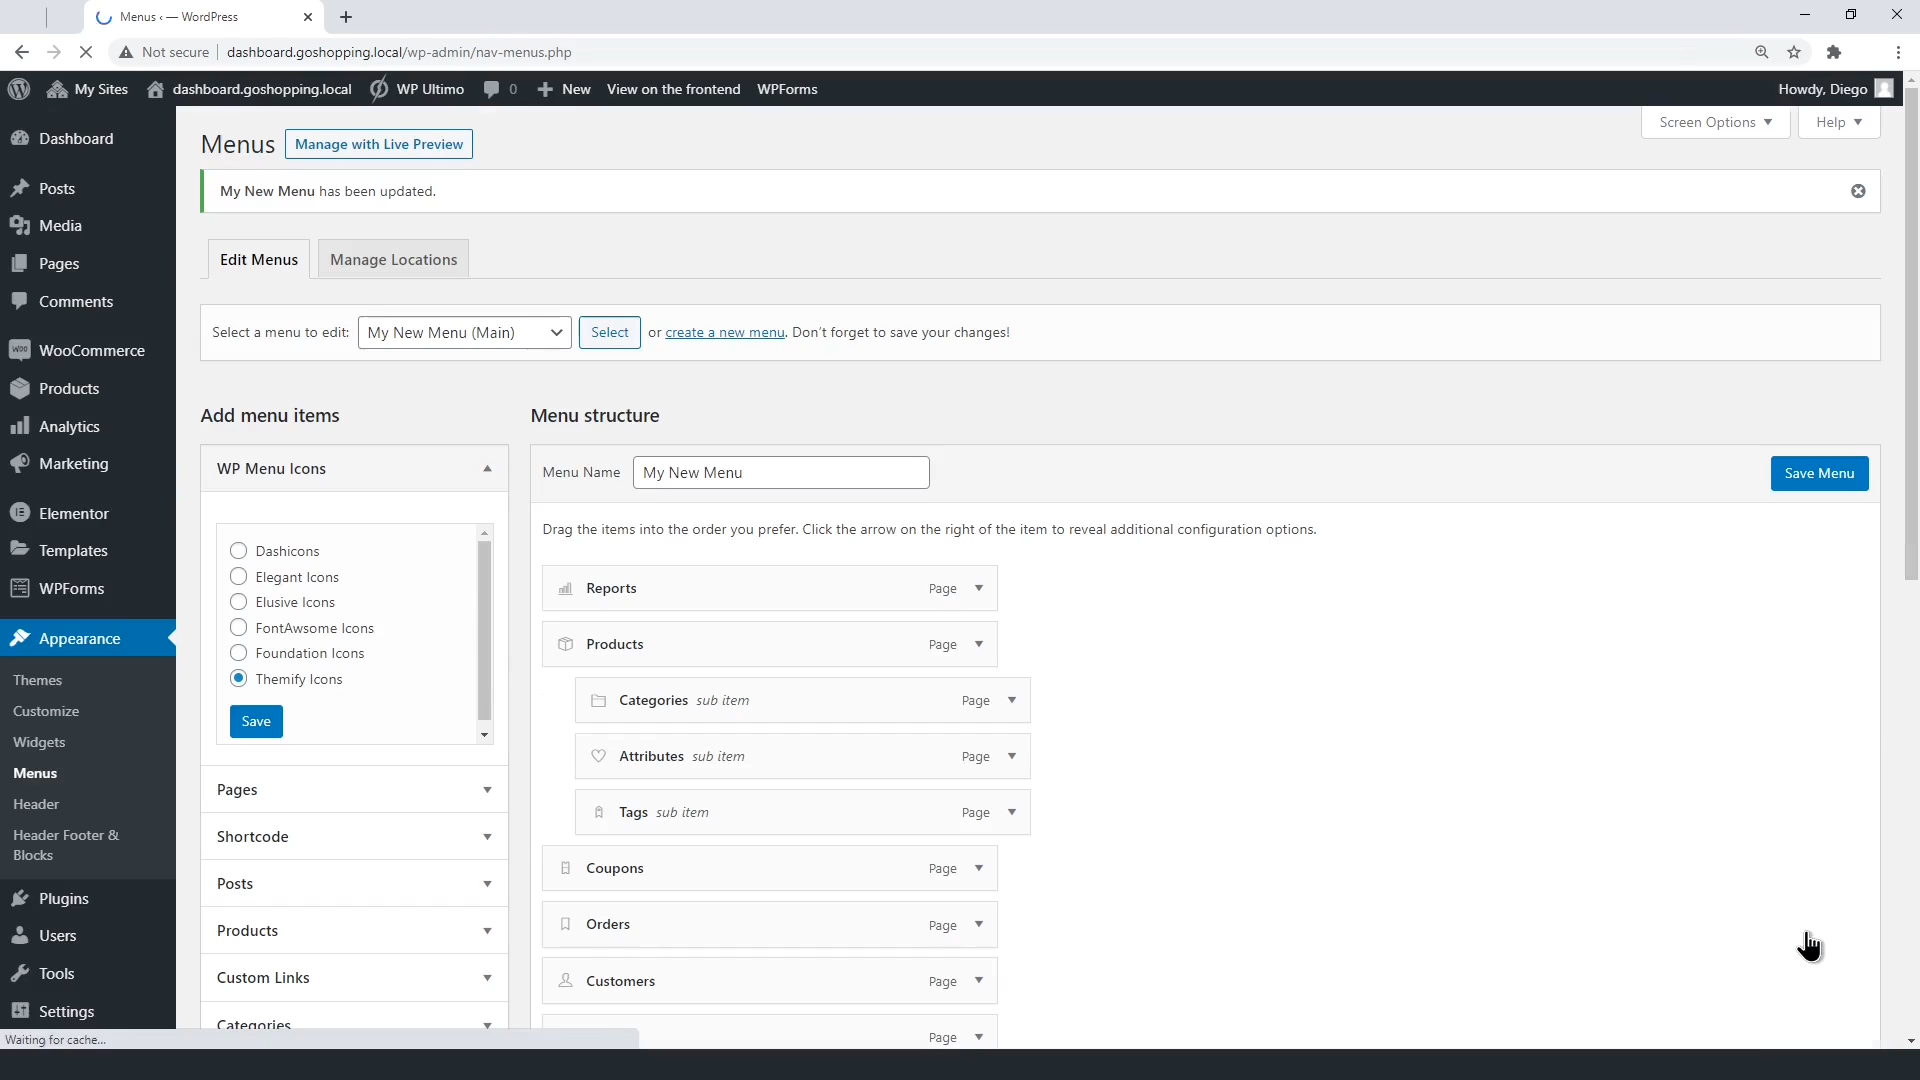 Menus ‹ — WordPress
Not secure
dashboard.goshopping.local/wp-admin/nav-menus.php
My Sites
dashboard.goshopping.local
WP Ultimo
0
New
View on the frontend
WPForms
Howdy, Diego
Dashboard
Posts
Media
Pages
Comments
WooCommerce
Products
Analytics
Marketing
Elementor
Templates
WPForms
Appearance
Themes
Customize
Widgets
Menus
Header
Header Footer &
Blocks
Plugins
Users
Tools
Settings
Screen Options
Help
Menus
Manage with Live Preview
My New Menu has been updated.
Edit Menus
Manage Locations
Select a menu to edit:
My New Menu (Main)
Select
or create a new menu. Don’t forget to save your changes!
Add menu items
WP Menu Icons
Dashicons
Elegant Icons
Elusive Icons
FontAwsome Icons
Foundation Icons
Themify Icons
Save
Pages
Shortcode
Posts
Products
Custom Links
Categories
Menu structure
Menu Name
My New Menu
Save Menu
Drag the items into the order you prefer. Click the arrow on the right of the item to reveal additional configuration options.
Reports Page
Products Page
Categories sub item Page
Attributes sub item Page
Tags sub item Page
Coupons Page
Orders Page
Customers Page
Page
Waiting for cache...